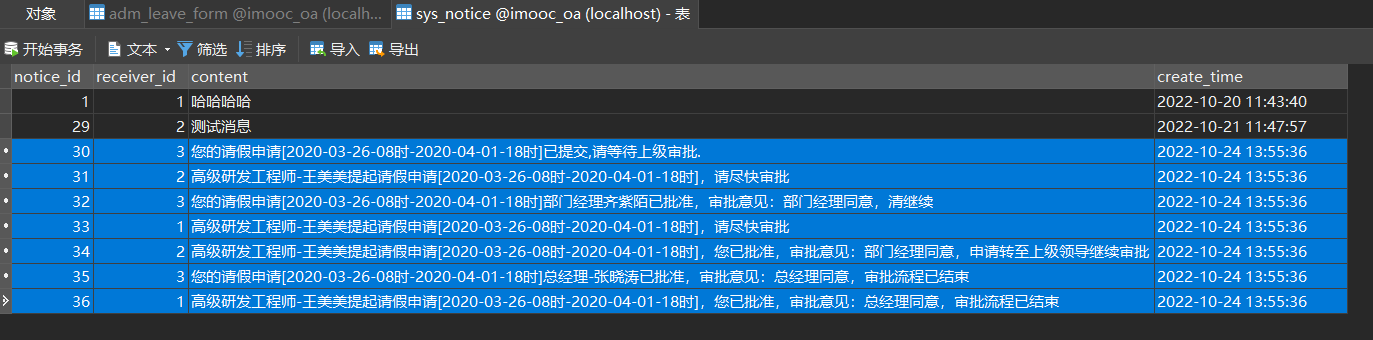 对象 adm_leave_form @imooc_oa (localh... sys_notice @imooc_oa (localhost) - 表
开始事务 文本 筛选 排序 导入 导出
notice_id receiver_id content create_time
1 1 哈哈哈哈 2022-10-20 11:43:40
29 2 测试消息 2022-10-21 11:47:57
30 3 您的请假申请[2020-03-26-08时-2020-04-01-18时]已提交,请等待上级审批. 2022-10-24 13:55:36
31 2 高级研发工程师-王美美提起请假申请[2020-03-26-08时-2020-04-01-18时]，请尽快审批 2022-10-24 13:55:36
32 3 您的请假申请[2020-03-26-08时-2020-04-01-18时]部门经理齐紫陌已批准，审批意见：部门经理同意，清继续 2022-10-24 13:55:36
33 1 高级研发工程师-王美美提起请假申请[2020-03-26-08时-2020-04-01-18时]，请尽快审批 2022-10-24 13:55:36
34 2 高级研发工程师-王美美提起请假申请[2020-03-26-08时-2020-04-01-18时]，您已批准，审批意见：部门经理同意，申请转至上级领导继续审批 2022-10-24 13:55:36
35 3 您的请假申请[2020-03-26-08时-2020-04-01-18时]总经理-张晓涛已批准，审批意见：总经理同意，审批流程已结束 2022-10-24 13:55:36
36 1 高级研发工程师-王美美提起请假申请[2020-03-26-08时-2020-04-01-18时]，您已批准，审批意见：总经理同意，审批流程已结束 2022-10-24 13:55:36